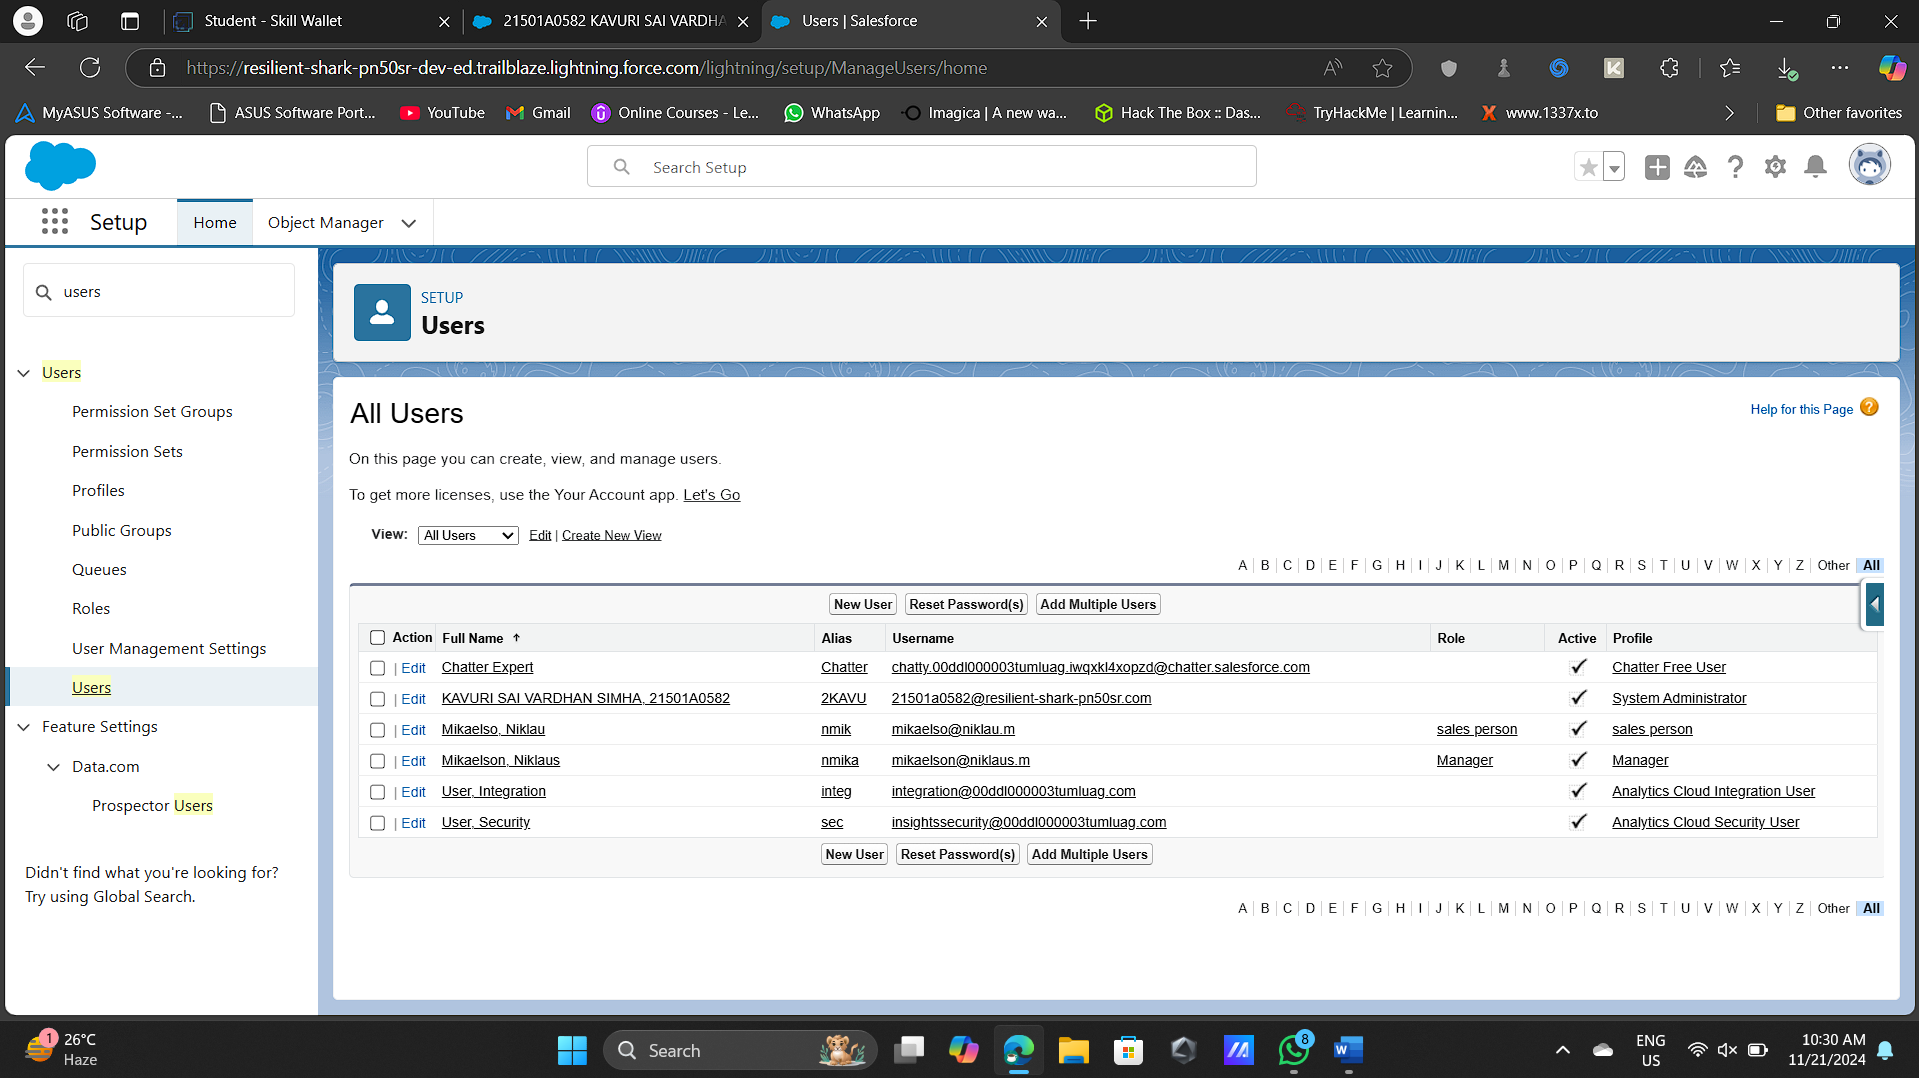 Student - Skill Wallet
21501A0582 KAVURI SAI VARDHA
Users | Salesforce
https://resilient-shark-pn50sr-dev-ed.trailblaze.lightning.force.com/lightning/setup/ManageUsers/home
MyASUS Software -...
ASUS Software Port...
YouTube
Gmail
Online Courses - Le...
WhatsApp
Imagica | A new wa...
Hack The Box :: Das...
TryHackMe | Learnin...
www.1337x.to
Other favorites
Search Setup
Setup
Home
Object Manager
users
Users
Permission Set Groups
Permission Sets
Profiles
Public Groups
Queues
Roles
User Management Settings
Users
Feature Settings
Data.com
Prospector Users
Didn't find what you're looking for?
Try using Global Search.
SETUP
Users
All Users
Help for this Page ?
On this page you can create, view, and manage users.
To get more licenses, use the Your Account app. Let's Go
View: All Users Edit | Create New View
A | B | C | D | E | F | G | H | I | J | K | L | M | N | O | P | Q | R | S | T | U | V | W | X | Y | Z | Other | All
New User Reset Password(s) Add Multiple Users
Action Full Name ↑ Alias Username Role Active Profile
| Edit Chatter Expert Chatter chatty.00ddl000003tumluag.iwqxkl4xopzd@chatter.salesforce.com ✓ Chatter Free User
| Edit KAVURI SAI VARDHAN SIMHA, 21501A0582 2KAVU 21501a0582@resilient-shark-pn50sr.com ✓ System Administrator
| Edit Mikaelso, Niklau nmik mikaelso@niklau.m sales person ✓ sales person
| Edit Mikaelson, Niklaus nmika mikaelson@niklaus.m Manager ✓ Manager
| Edit User, Integration integ integration@00ddl000003tumluag.com ✓ Analytics Cloud Integration User
| Edit User, Security sec insightssecurity@00ddl000003tumluag.com ✓ Analytics Cloud Security User
New User Reset Password(s) Add Multiple Users
A | B | C | D | E | F | G | H | I | J | K | L | M | N | O | P | Q | R | S | T | U | V | W | X | Y | Z | Other | All
1
26°C
Haze
Search
8
ENG
US
10:30 AM
11/21/2024